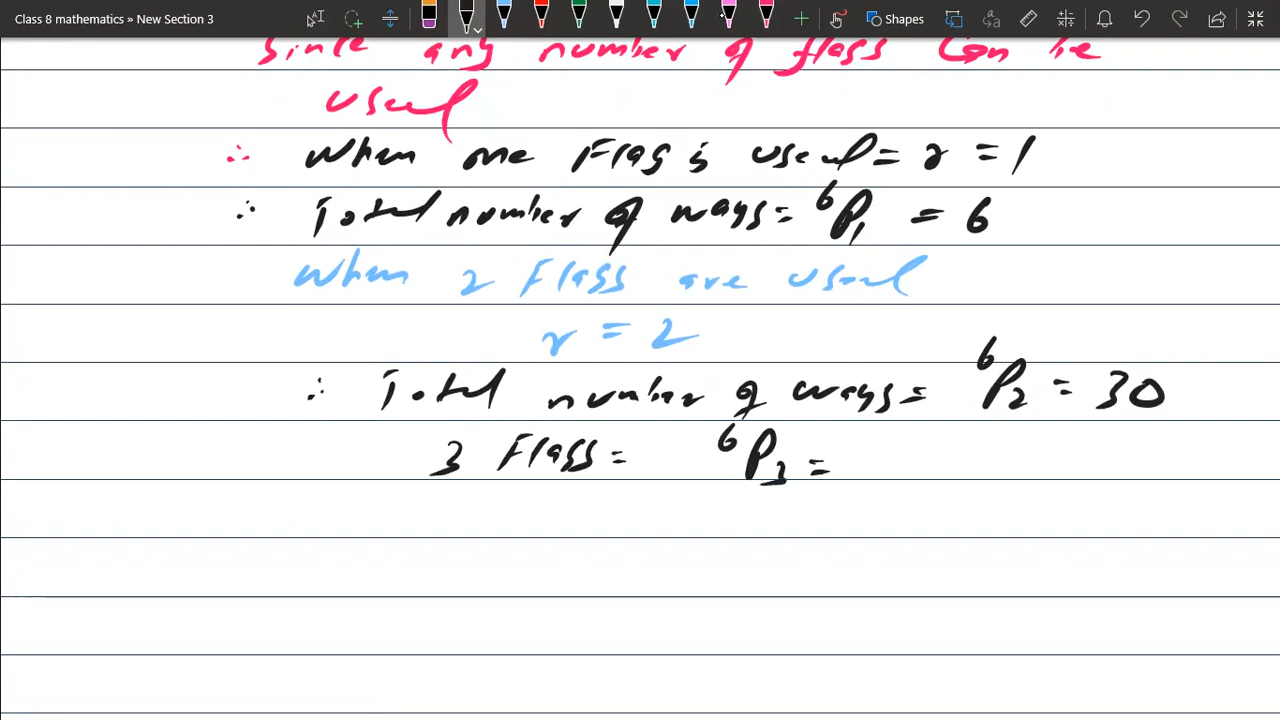 Class 8 mathematics » New Section 3
Shapes
Since any number of flags Can be
used
∴ When one Flag is used = r = 1
∴ Total number of ways = ⁶P₁ = 6
When 2 Flags are used
r = 2
∴ Total number of ways = ⁶P₂ = 30
3 Flags = ⁶P₃ =